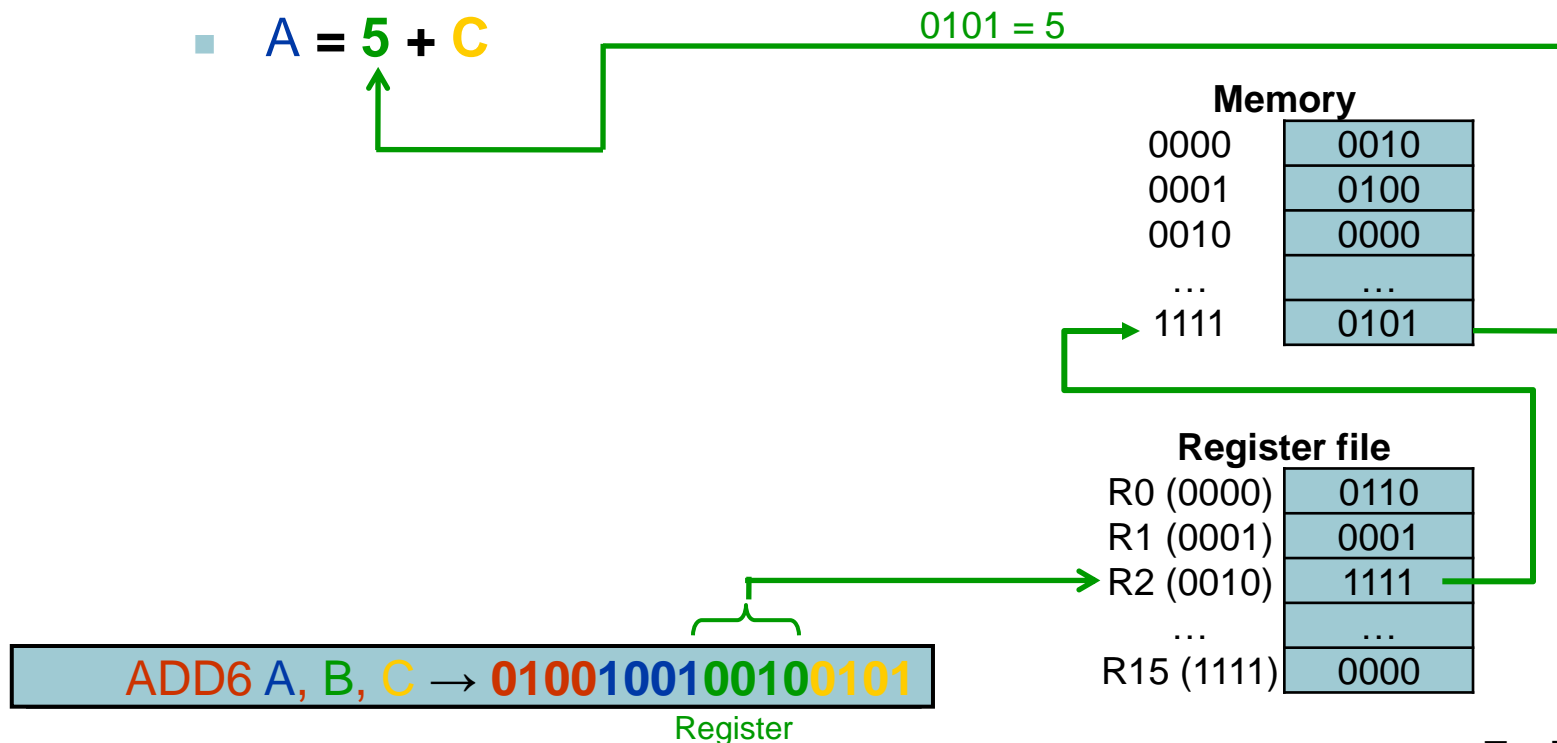 A = 5 + C
0101 = 5
Memory
0000 0010
0001 0100
0010 0000
… …
1111 0101
Register file
R0 (0000) 0110
R1 (0001) 0001
R2 (0010) 1111
… …
R15 (1111) 0000
ADD6 A, B, C → 0100100100100101
Register